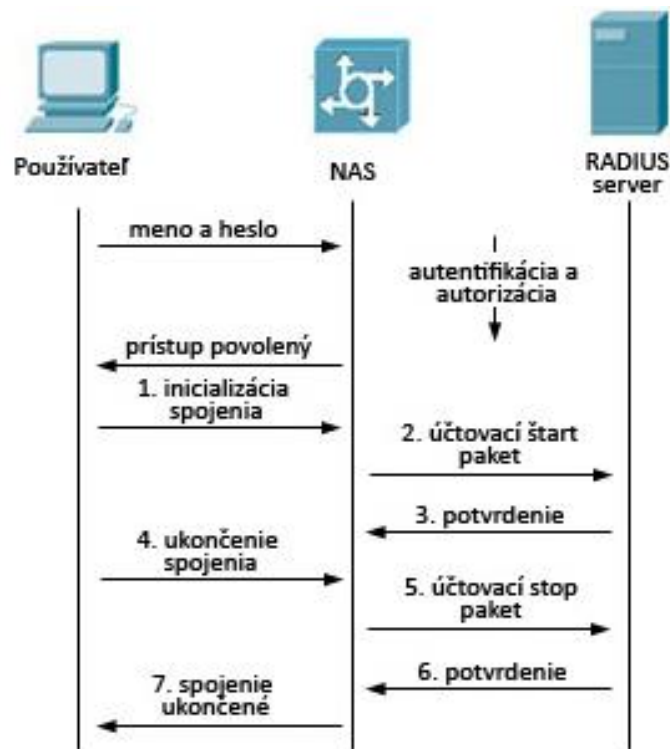 Používateľ
NAS
RADIUS
server
meno a heslo
autentifikácia a
autorizácia
prístup povolený
1. inicializácia
spojenia
2. účtovací štart
paket
3. potvrdenie
4. ukončenie
spojenia
5. účtovací stop
paket
6. potvrdenie
7. spojenie
ukončené